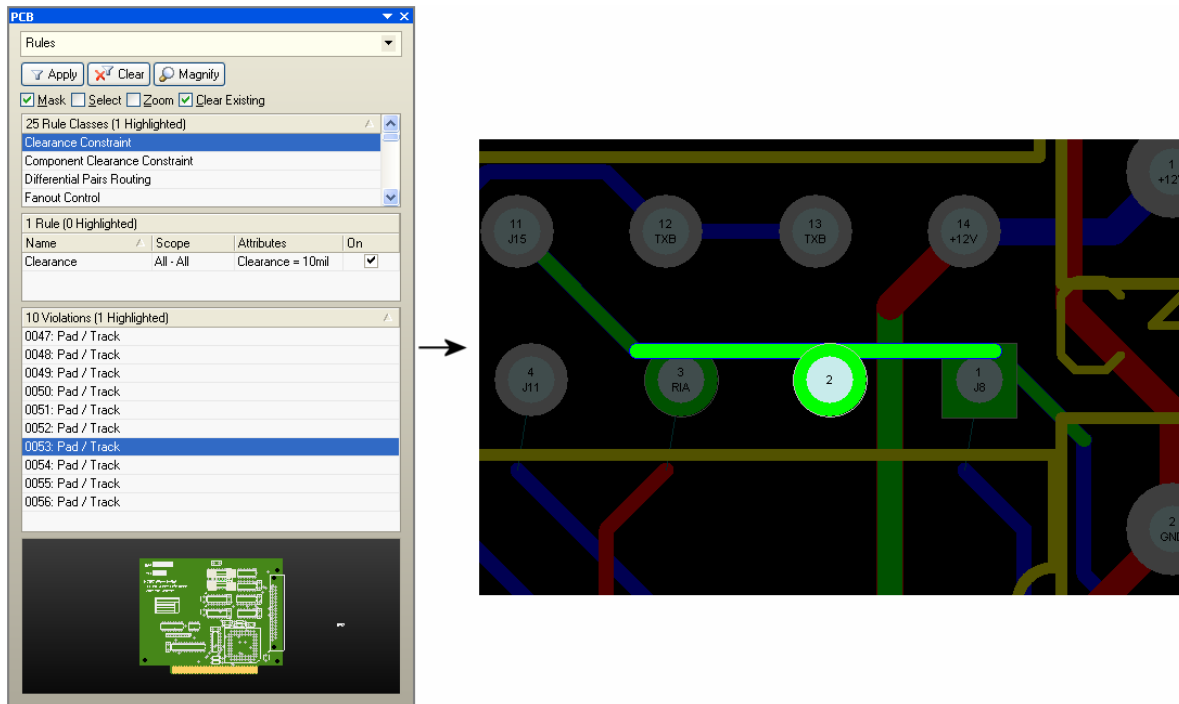 PCB
Rules
Apply Clear Magnify
Mask Select Zoom Clear Existing
25 Rule Classes (1 Highlighted)
Clearance Constraint
Component Clearance Constraint
Differential Pairs Routing
Fanout Control
1 Rule (0 Highlighted)
Name Scope Attributes On
Clearance All - All Clearance = 10mil
10 Violations (1 Highlighted)
0047: Pad / Track
0048: Pad / Track
0049: Pad / Track
0050: Pad / Track
0051: Pad / Track
0052: Pad / Track
0053: Pad / Track
0054: Pad / Track
0055: Pad / Track
0056: Pad / Track
11
J15
12
TXB
13
TXB
14
+12V
1
+12V
4
J11
3
RIA
2
1
J8
2
GND